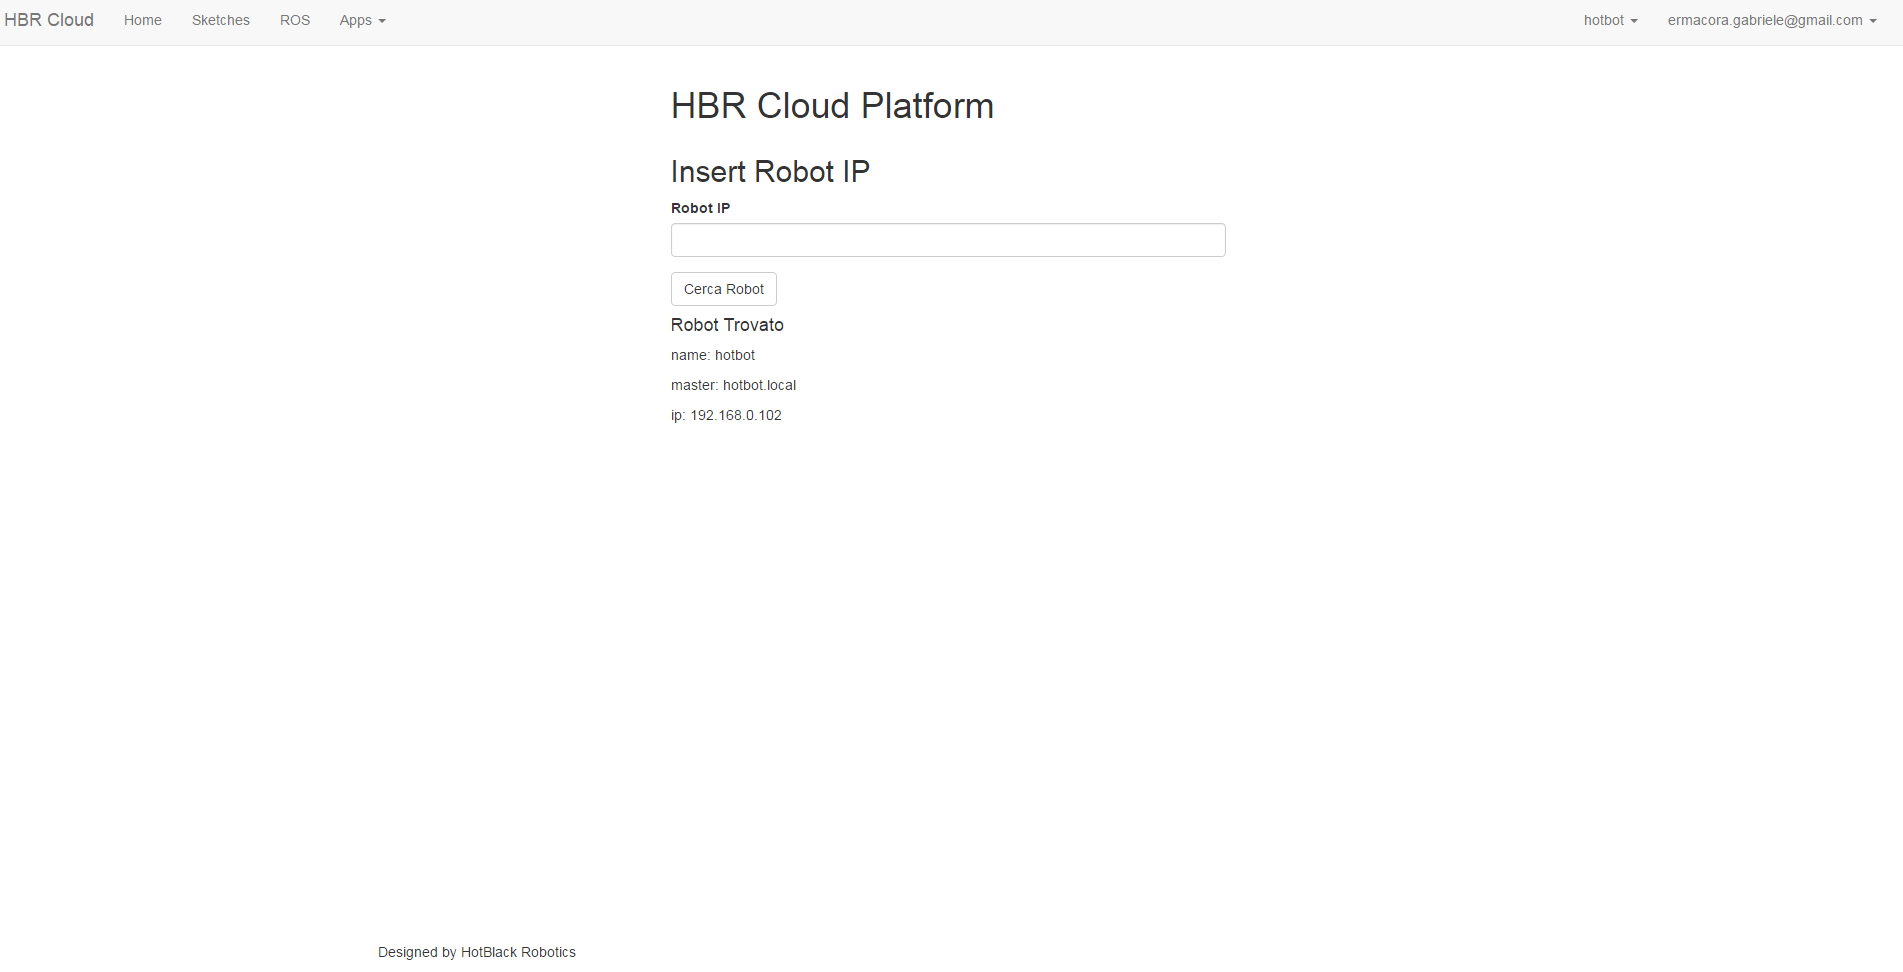 HBR Cloud Home Sketches ROS Apps hotbot ermacora.gabriele@gmail.com
HBR Cloud Platform
Insert Robot IP
Robot IP
Cerca Robot
Robot Trovato
name: hotbot
master: hotbot.local
ip: 192.168.0.102
Designed by HotBlack Robotics